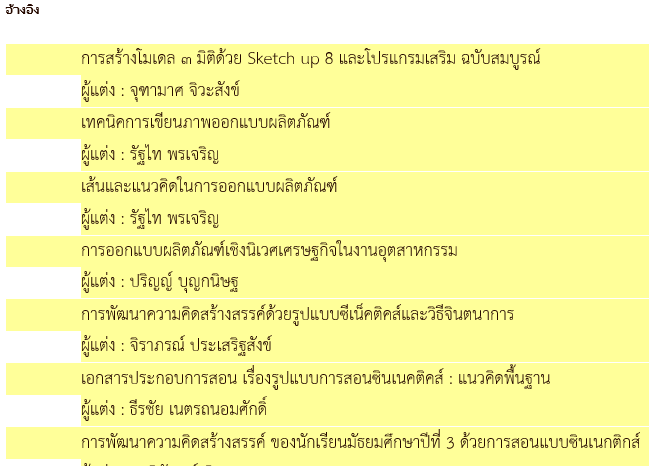 อ้างอิง
การสร้างโมเดล ๓ มิติด้วย Sketch up 8 และโปรแกรมเสริม ฉบับสมบูรณ์
ผู้แต่ง : จุฑามาศ จิวะสังข์
เทคนิคการเขียนภาพออกแบบผลิตภัณฑ์
ผู้แต่ง : รัฐไท พรเจริญ
เส้นและแนวคิดในการออกแบบผลิตภัณฑ์
ผู้แต่ง : รัฐไท พรเจริญ
การออกแบบผลิตภัณฑ์เชิงนิเวศเศรษฐกิจในงานอุตสาหกรรม
ผู้แต่ง : ปริญญ์ บุญกนิษฐ
การพัฒนาความคิดสร้างสรรค์ด้วยรูปแบบซีเน็คติคส์และวิธีจินตนาการ
ผู้แต่ง : จิราภรณ์ ประเสริฐสังข์
เอกสารประกอบการสอน เรื่องรูปแบบการสอนซินเนคติคส์ : แนวคิดพื้นฐาน
ผู้แต่ง : ธีรชัย เนตรถนอมศักดิ์
การพัฒนาความคิดสร้างสรรค์ ของนักเรียนมัธยมศึกษาปีที่ 3 ด้วยการสอนแบบซินเนกติกส์